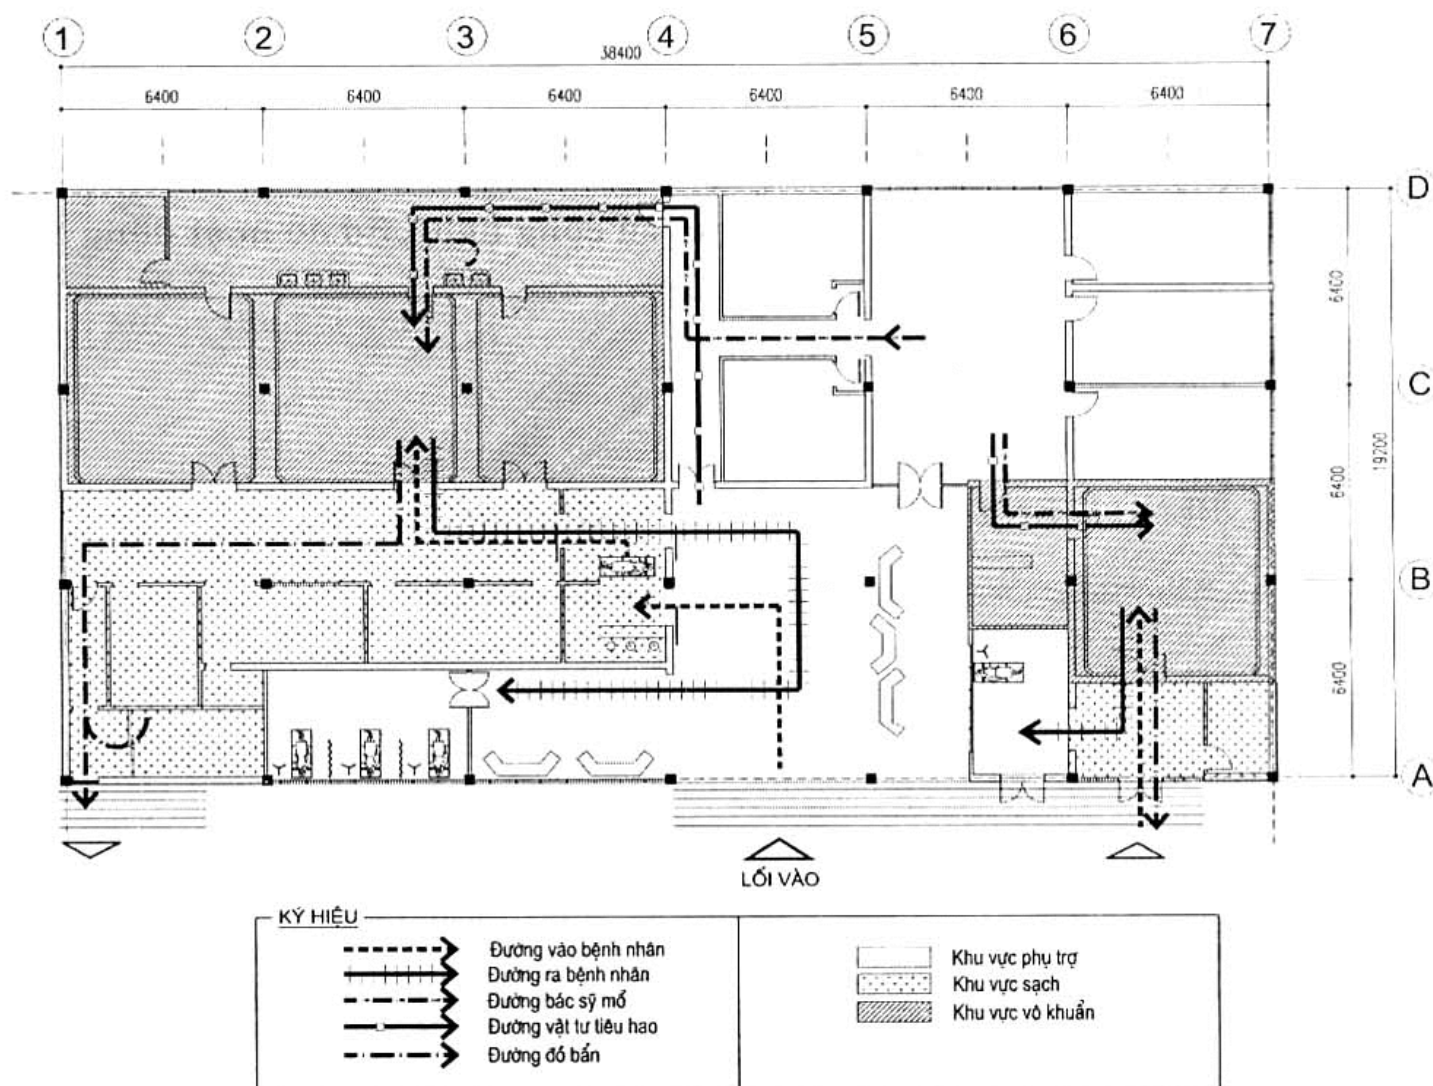 1 2 3 4 5 6 7
38400
6400 6400 6400 6400 6400 6400
D
6400
C
19200
6400
B
6400
A
LỐI VÀO
KÝ HIỆU
Đường vào bệnh nhân
Đường ra bệnh nhân
Đường bác sỹ mổ
Đường vật tư tiêu hao
Đường đồ bẩn
Khu vực phụ trợ
Khu vực sạch
Khu vực vô khuẩn